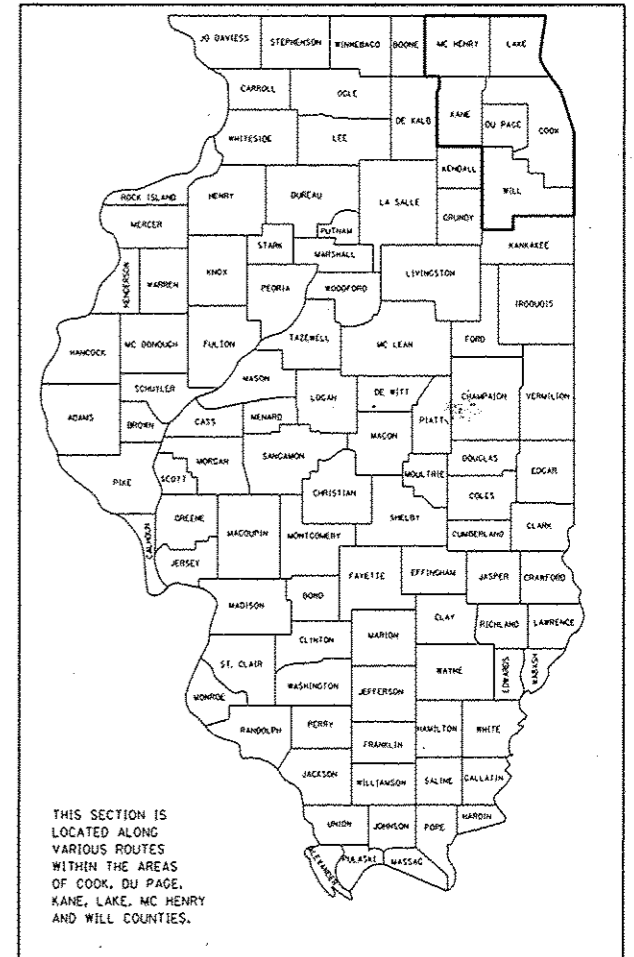 JO DAVIESS
STEPHENSON
WINNEBAGO
BOONE
MC HENRY
LAKE
CARROLL
OGLE
DE KALB
KANE
DU PAGE
COOK
WHITESIDE
LEE
KENDALL
WILL
ROCK ISLAND
HENRY
BUREAU
LA SALLE
GRUNDY
MERCER
PUTNAM
KANKAKEE
STARK
MARSHALL
HENDERSON
WARREN
KNOX
PEORIA
WOODFORD
LIVINGSTON
IROQUOIS
HANCOCK
MC DONOUGH
FULTON
TAZEWELL
MC LEAN
FORD
MASON
SCHUYLER
LOGAN
DE WITT
CHAMPAIGN
VERMILION
ADAMS
BROWN
CASS
MENARD
PIATT
MACON
MORGAN
SANGAMON
DOUGLAS
PIKE
SCOTT
CHRISTIAN
MOULTRIE
COLES
EDGAR
GREENE
MACOUPIN
MONTGOMERY
SHELBY
CUMBERLAND
CLARK
CALHOUN
JERSEY
FAYETTE
EFFINGHAM
JASPER
CRAWFORD
MADISON
BOND
CLAY
RICHLAND
LAWRENCE
CLINTON
MARION
ST. CLAIR
WAYNE
EDWARDS
WABASH
MONROE
WASHINGTON
JEFFERSON
RANDOLPH
PERRY
HAMILTON
WHITE
FRANKLIN
JACKSON
WILLIAMSON
SALINE
GALLATIN
UNION
JOHNSON
POPE
HARDIN
ALEXANDER
PULASKI
MASSAC
THIS SECTION IS
LOCATED ALONG
VARIOUS ROUTES
WITHIN THE AREAS
OF COOK, DU PAGE,
KANE, LAKE, MC HENRY
AND WILL COUNTIES.